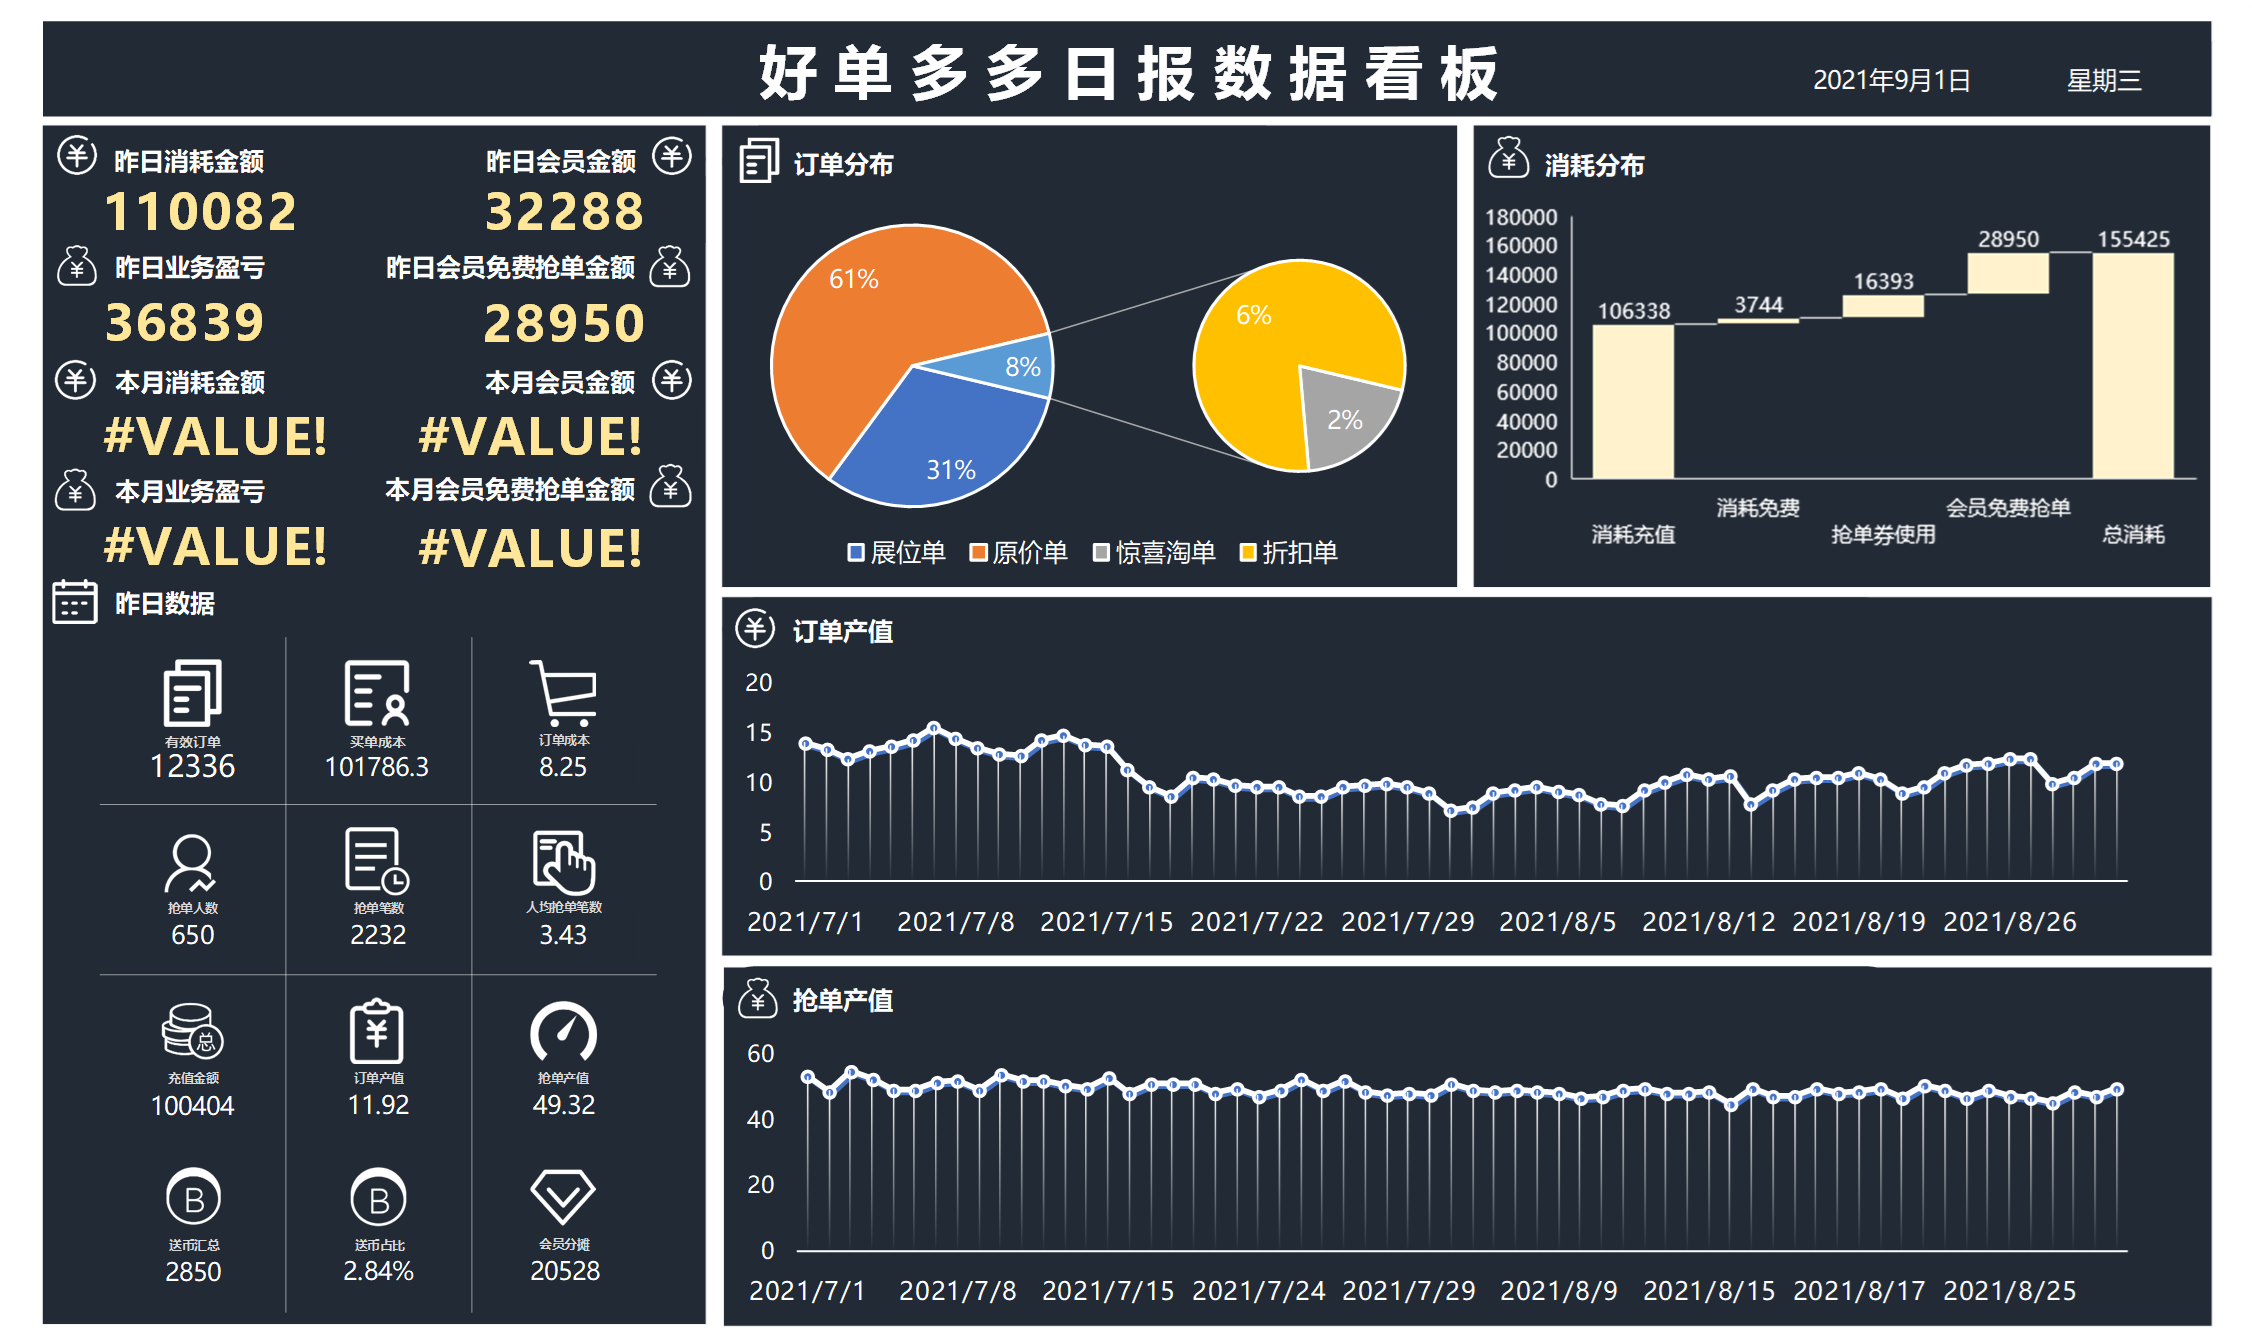 好单多多日报数据看板
2021年9月1日 星期三
昨日消耗金额 昨日会员金额
110082 32288
昨日业务盈亏 昨日会员免费抢单金额
36839 28950
本月消耗金额 本月会员金额
#VALUE! #VALUE!
本月业务盈亏 本月会员免费抢单金额
#VALUE! #VALUE!
昨日数据
有效订单 买单成本 订单成本
12336 101786.3 8.25
抢单人数 抢单笔数 人均抢单笔数
650 2232 3.43
总
充值金额 订单产值 抢单产值
100404 11.92 49.32
B B
送币汇总 送币占比 会员分摊
2850 2.84% 20528
订单分布
61%
8%
31%
6%
2%
展位单 原价单 惊喜淘单 折扣单
消耗分布
180000
160000
140000
120000
100000
80000
60000
40000
20000
0
106338 3744 16393 28950 155425
消耗充值 消耗免费 抢单券使用 会员免费抢单 总消耗
订单产值
20
15
10
5
0
2021/7/1 2021/7/8 2021/7/15 2021/7/22 2021/7/29 2021/8/5 2021/8/12 2021/8/19 2021/8/26
抢单产值
60
40
20
0
2021/7/1 2021/7/8 2021/7/15 2021/7/24 2021/7/29 2021/8/9 2021/8/15 2021/8/17 2021/8/25